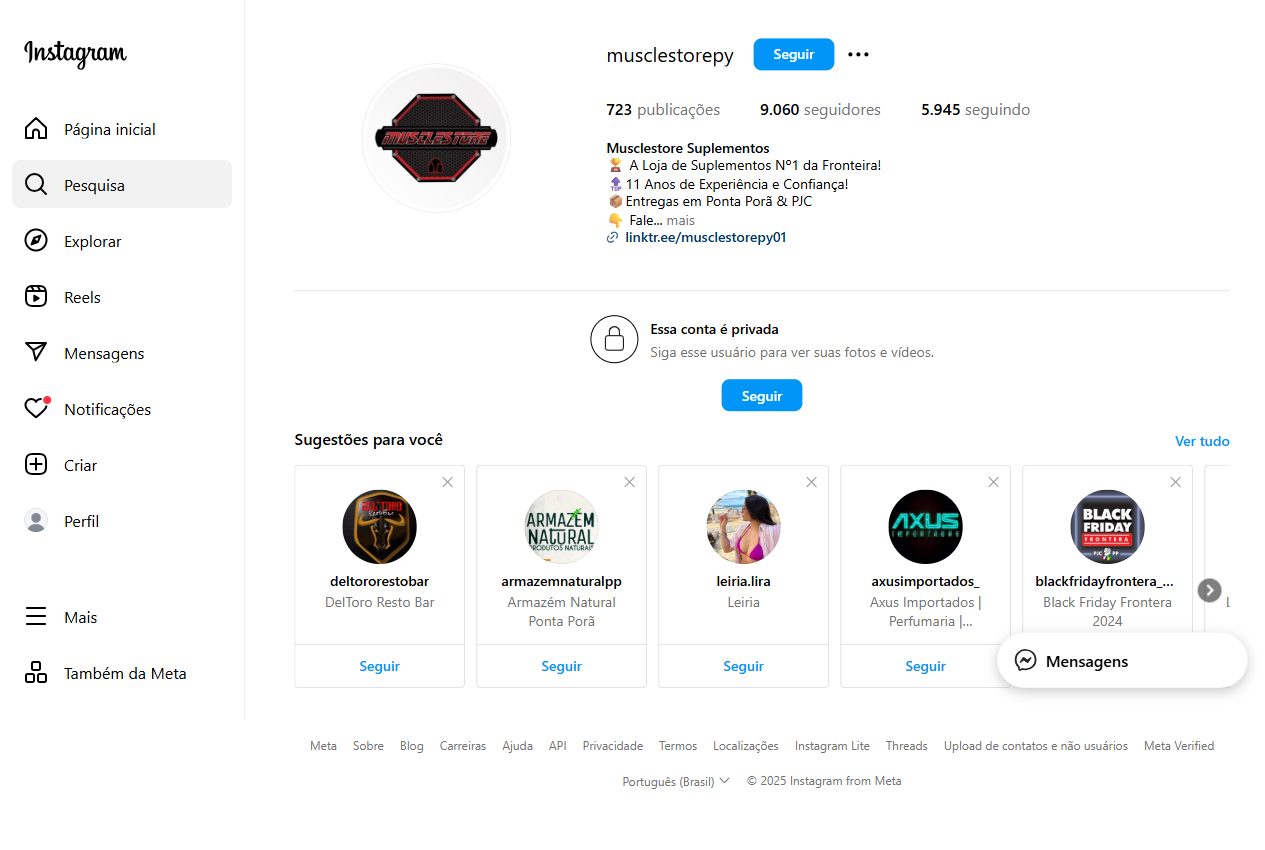 Instagram
Página inicial
Pesquisa
Explorar
Reels
Mensagens
Notificações
Criar
Perfil
Mais
Também da Meta
musclestorepy Seguir
723 publicações 9.060 seguidores 5.945 seguindo
MUSCLESTORE
Musclestore Suplementos
🏆 A Loja de Suplementos Nº1 da Fronteira!
🔝11 Anos de Experiência e Confiança!
📦Entregas em Ponta Porã & PJC
👇 Fale... mais
linktr.ee/musclestorepy01
Essa conta é privada
Siga esse usuário para ver suas fotos e vídeos.
Seguir
Sugestões para você
Ver tudo
deltororestobar
DelToro Resto Bar
Seguir
ARMAZEM
NATURAL
PRODUTOS NATURAIS
armazemnaturalpp
Armazém Natural
Ponta Porã
Seguir
leiria.lira
Leiria
Seguir
AXUS
IMPORTADOS
axusimportados_
Axus Importados |
Perfumaria |...
Seguir
BLACK
FRIDAY
FRONTERA
PJC PP
blackfridayfrontera_...
Black Friday Frontera
2024
Mensagens
Meta Sobre Blog Carreiras Ajuda API Privacidade Termos Localizações Instagram Lite Threads Upload de contatos e não usuários Meta Verified
Português (Brasil) © 2025 Instagram from Meta